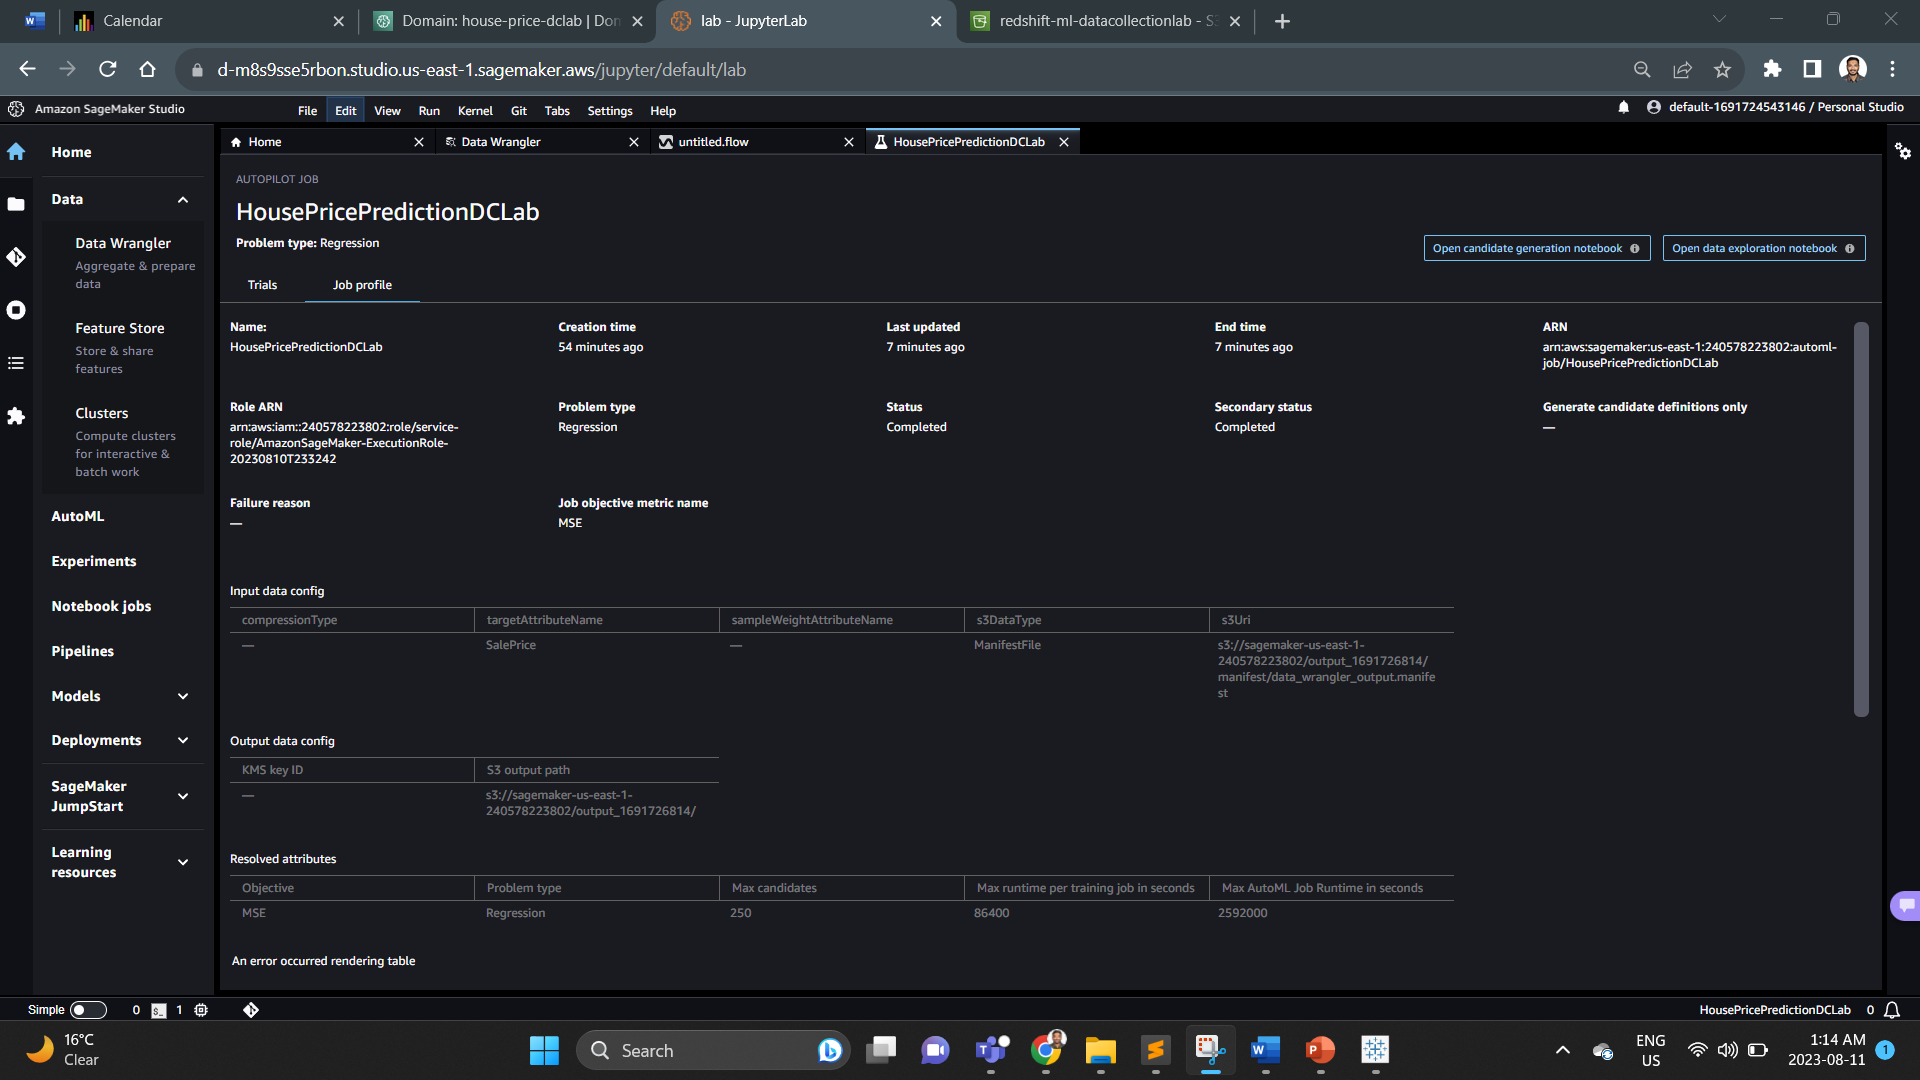 Calendar
Domain: house-price-dclab | Don
lab - JupyterLab
redshift-ml-datacollectionlab - S3
d-m8s9sse5rbon.studio.us-east-1.sagemaker.aws/jupyter/default/lab
Amazon SageMaker Studio
File Edit View Run Kernel Git Tabs Settings Help
default-1691724543146 / Personal Studio
Home
Data
Data Wrangler
Aggregate & prepare
data
Feature Store
Store & share
features
Clusters
Compute clusters
for interactive &
batch work
AutoML
Experiments
Notebook jobs
Pipelines
Models
Deployments
SageMaker
JumpStart
Learning
resources
Home
Data Wrangler
untitled.flow
HousePricePredictionDCLab
AUTOPILOT JOB
HousePricePredictionDCLab
Problem type: Regression
Open candidate generation notebook
Open data exploration notebook
Trials
Job profile
Name:
HousePricePredictionDCLab
Creation time
54 minutes ago
Last updated
7 minutes ago
End time
7 minutes ago
ARN
arn:aws:sagemaker:us-east-1:240578223802:automl-
job/HousePricePredictionDCLab
Role ARN
arn:aws:iam::240578223802:role/service-
role/AmazonSageMaker-ExecutionRole-
20230810T233242
Problem type
Regression
Status
Completed
Secondary status
Completed
Generate candidate definitions only
—
Failure reason
—
Job objective metric name
MSE
Input data config
compressionType targetAttributeName sampleWeightAttributeName s3DataType s3Uri
— SalePrice — ManifestFile s3://sagemaker-us-east-1-
240578223802/output_1691726814/
manifest/data_wrangler_output.manife
st
Output data config
KMS key ID S3 output path
— s3://sagemaker-us-east-1-
240578223802/output_1691726814/
Resolved attributes
Objective Problem type Max candidates Max runtime per training job in seconds Max AutoML Job Runtime in seconds
MSE Regression 250 86400 2592000
An error occurred rendering table
Simple 0 1
HousePricePredictionDCLab 0
16°C
Clear
Search
ENG
US
1:14 AM
2023-08-11
1